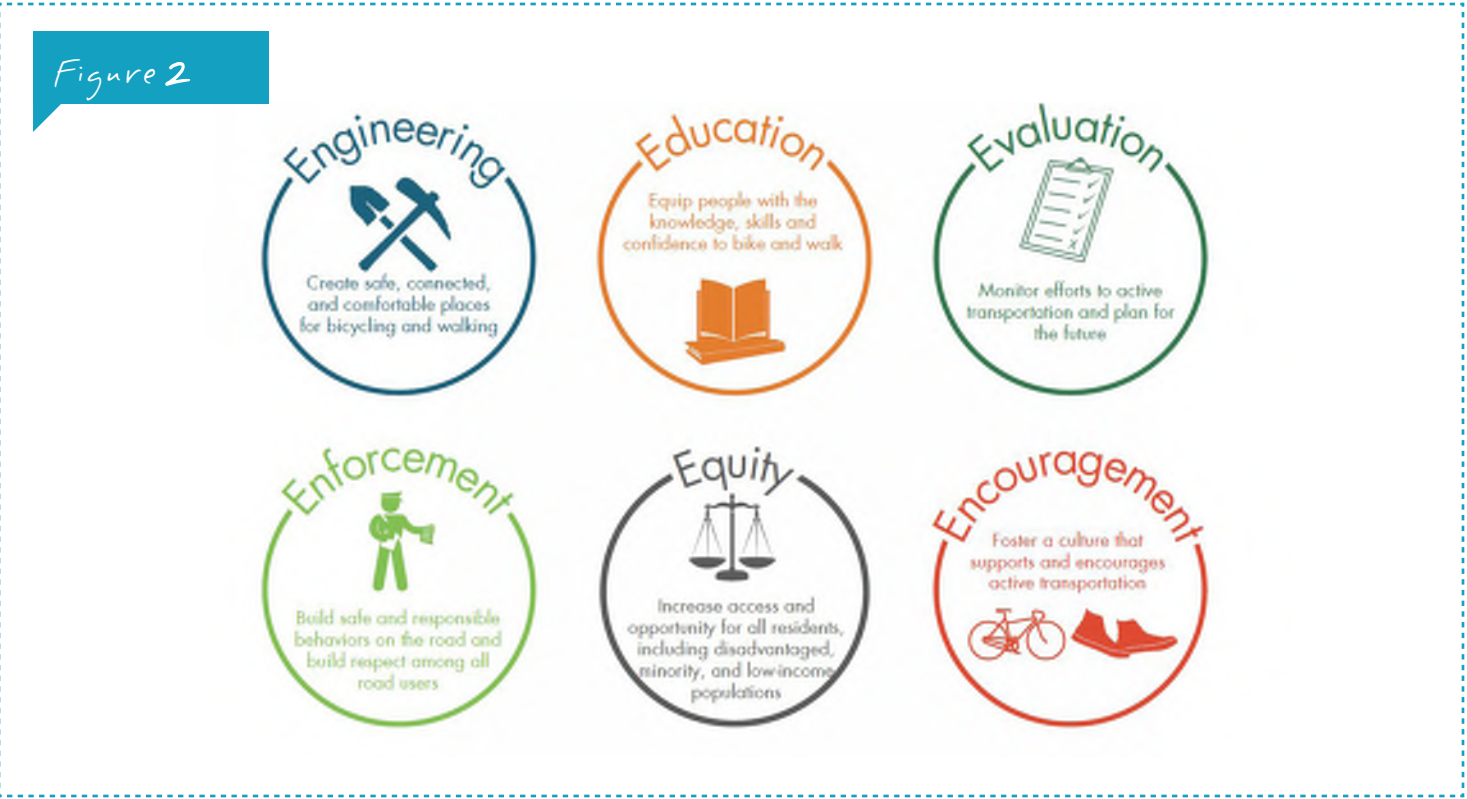 Figure 2
Engineering
Create safe, connected,
and comfortable places
for bicycling and walking
Education
Equip people with the
knowledge, skills and
confidence to bike and walk
Evaluation
Monitor efforts to active
transportation and plan for
the future
Enforcement
Build safe and responsible
behaviors on the road and
build respect among all
road users
Equity
Increase access and
opportunity for all residents,
including disadvantaged,
minority, and low-income
populations
Encouragement
Foster a culture that
supports and encourages
active transportation